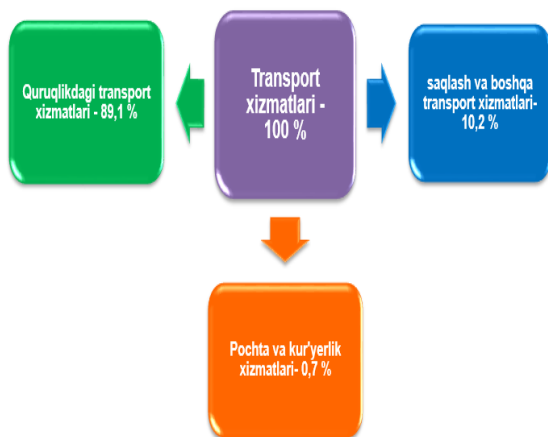 Quruqlikdagi transport
xizmatlari - 89,1 %
Transport
xizmatlari -
100 %
saqlash va boshqa
transport xizmatlari-
10,2 %
Pochta va kur'yerlik
xizmatlari- 0,7 %